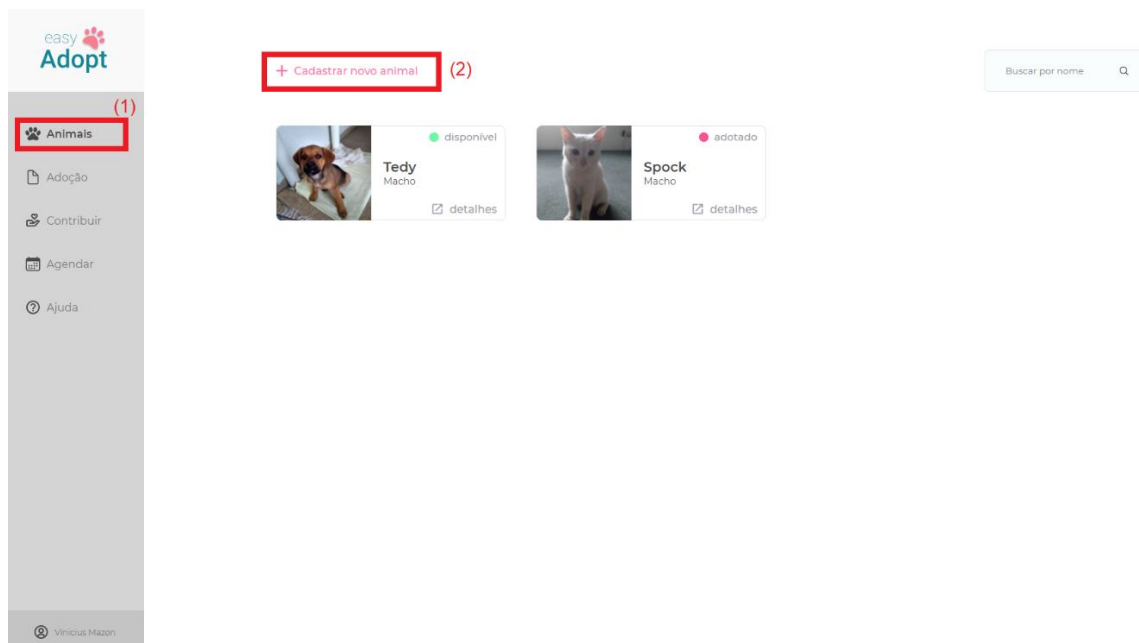 easy
Adopt
(1)
Animais
Adoção
Contribuir
Agendar
Ajuda
Vinicius Mazon
+ Cadastrar novo animal
(2)
Buscar por nome
disponível
Tedy
Macho
detalhes
adotado
Spock
Macho
detalhes